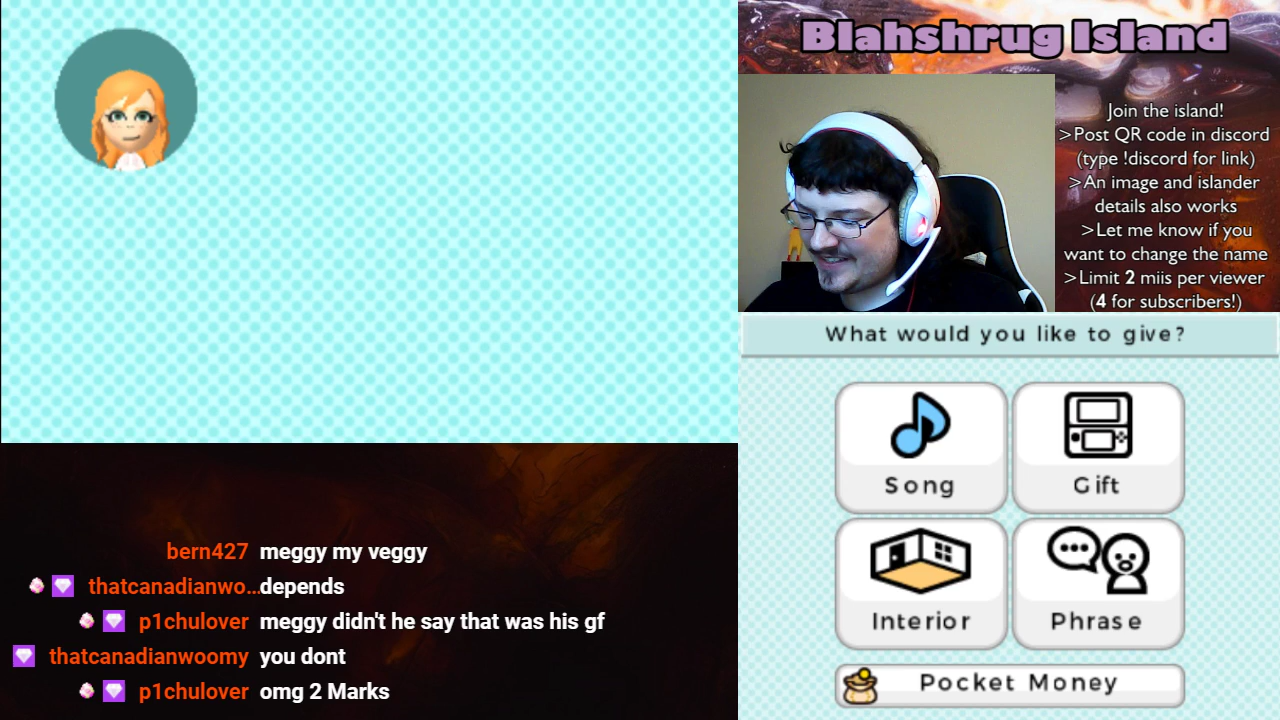 Blahshrug Island
Join the island!
>Post QR code in discord
(type !discord for link)
>An image and islander
details also works
>Let me know if you
want to change the name
>Limit 2 miis per viewer
(4 for subscribers!)
What would you like to give?
Song
Gift
Interior
Phrase
Pocket Money
bern427 meggy my veggy
thatcanadianwo... depends
p1chulover meggy didn't he say that was his gf
thatcanadianwoomy you dont
p1chulover omg 2 Marks